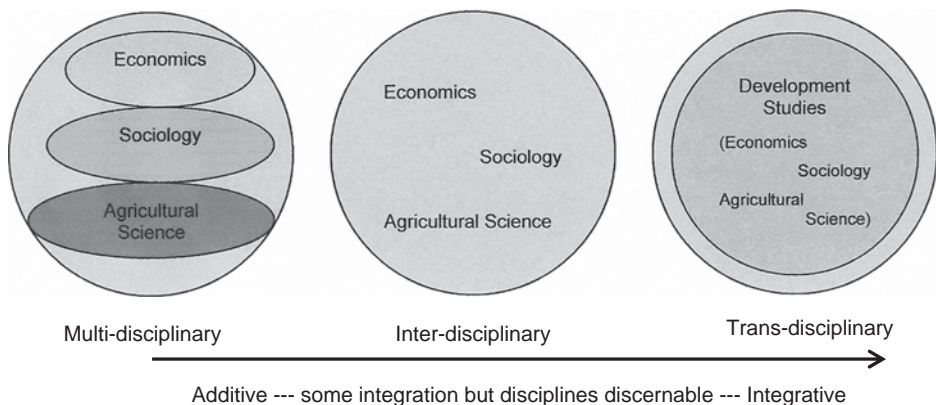 Economics
Sociology
Agricultural
Science
Economics
Sociology
Agricultural Science
Development
Studies
(Economics
Sociology
Agricultural
Science)
Multi-disciplinary
Inter-disciplinary
Trans-disciplinary
Additive --- some integration but disciplines discernable --- Integrative